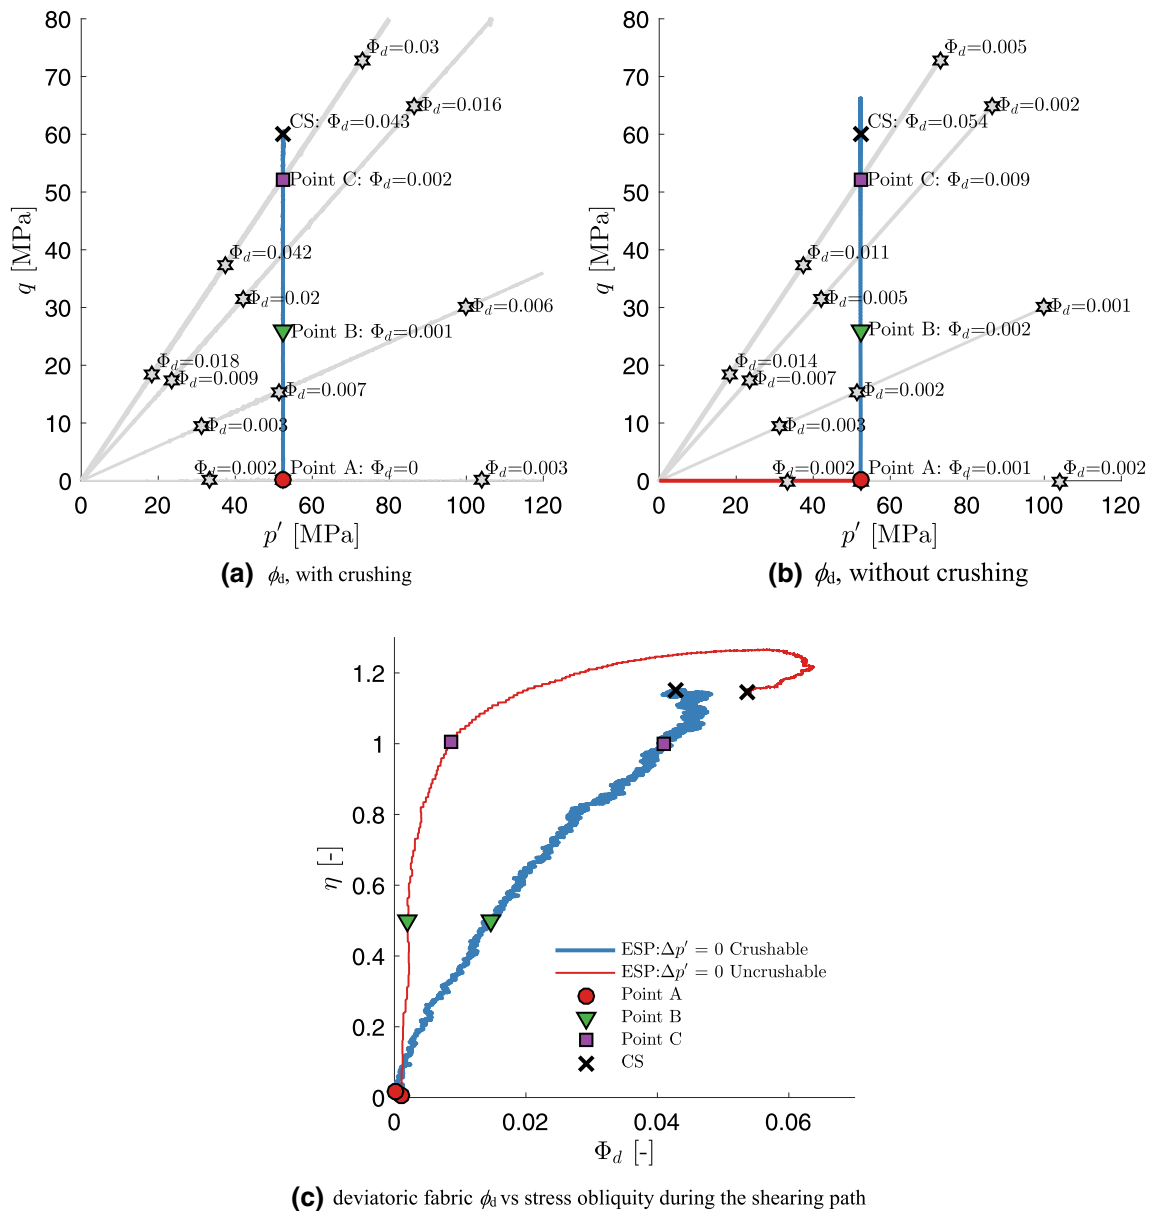 80
70
60
50
40
30
20
10
0
q [MPa]
Φd=0.03
Φd=0.016
CS: Φd=0.043
Point C: Φd=0.002
Φd=0.042
Φd=0.02
Φd=0.006
Point B: Φd=0.001
Φd=0.018
Φd=0.009
Φd=0.007
Φd=0.003
Φd=0.002
Point A: Φd=0
Φd=0.003
0 20 40 60 80 100 120
p′ [MPa]
(a) ϕd, with crushing
80
70
60
50
40
30
20
10
0
q [MPa]
Φd=0.005
Φd=0.002
CS: Φd=0.054
Point C: Φd=0.009
Φd=0.011
Φd=0.005
Φd=0.001
Point B: Φd=0.002
Φd=0.014
Φd=0.007
Φd=0.002
Φd=0.003
Φd=0.002
Point A: Φd=0.001
Φd=0.002
0 20 40 60 80 100 120
p′ [MPa]
(b) ϕd, without crushing
1.2
1
0.8
0.6
0.4
0.2
0
η [-]
ESP:Δp′ = 0 Crushable
ESP:Δp′ = 0 Uncrushable
Point A
Point B
Point C
CS
0 0.02 0.04 0.06
Φd [-]
(c) deviatoric fabric ϕd vs stress obliquity during the shearing path